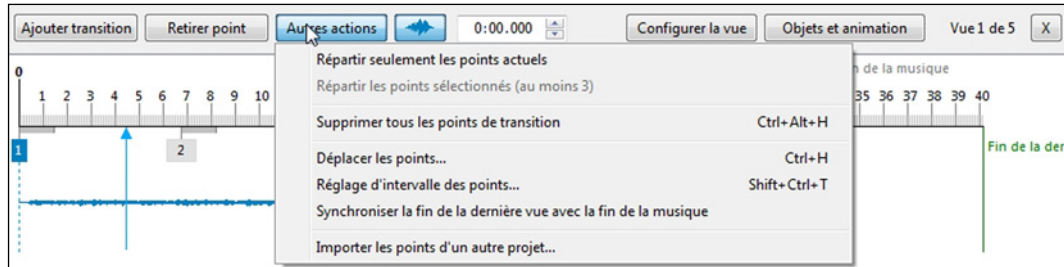 Ajouter transition Retirer point Autres actions 0:00.000 Configurer la vue Objets et animation Vue 1 de 5 X
Répartir seulement les points actuels
0 n de la musique
Répartir les points sélectionnés (au moins 3)
1 2 3 4 5 6 7 8 9 10 35 36 37 38 39 40
Supprimer tous les points de transition Ctrl+Alt+H
1 2 Fin de la der
Déplacer les points... Ctrl+H
Réglage d'intervalle des points... Shift+Ctrl+T
Synchroniser la fin de la dernière vue avec la fin de la musique
Importer les points d'un autre projet...